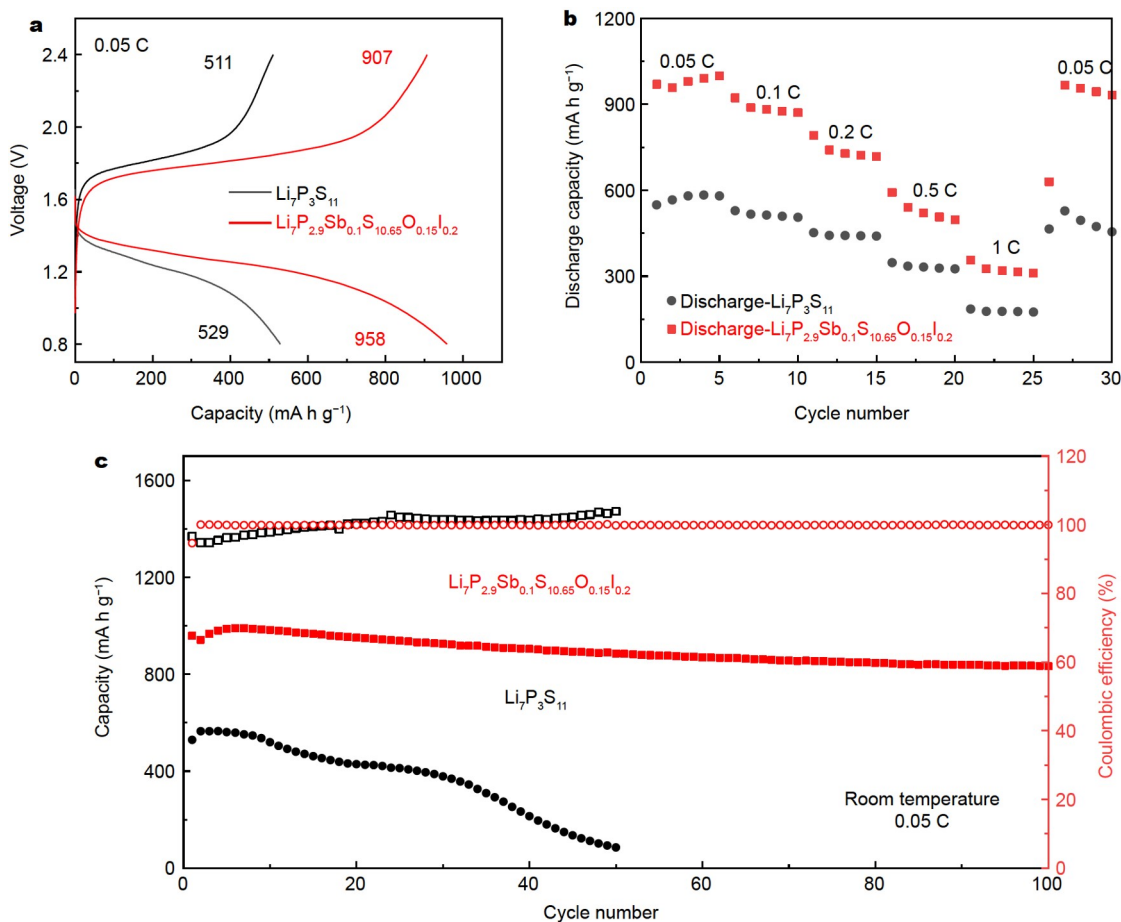 a
0.05 C
511
907
Li₇P₃S₁₁
Li₇P₂.₉Sb₀.₁S₁₀.₆₅O₀.₁₅I₀.₂
529
958
2.4
2.0
1.6
1.2
0.8
Voltage (V)
0 200 400 600 800 1000
Capacity (mA h g⁻¹)
b
0.05 C
0.1 C
0.2 C
0.5 C
1 C
0.05 C
Discharge-Li₇P₃S₁₁
Discharge-Li₇P₂.₉Sb₀.₁S₁₀.₆₅O₀.₁₅I₀.₂
1200
900
600
300
0
Discharge capacity (mA h g⁻¹)
0 5 10 15 20 25 30
Cycle number
c
1600
1200
800
400
0
Capacity (mA h g⁻¹)
Li₇P₂.₉Sb₀.₁S₁₀.₆₅O₀.₁₅I₀.₂
Li₇P₃S₁₁
Room temperature
0.05 C
120
100
80
60
40
20
0
Coulombic efficiency (%)
0 20 40 60 80 100
Cycle number